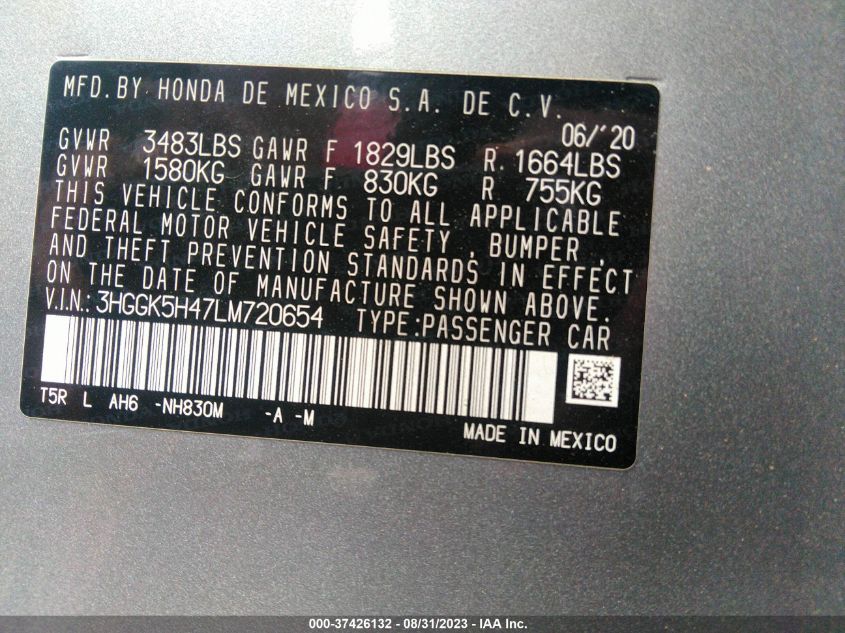 MFD.BY HONDA DE MEXICO S.A. DE C.V.
06/'20
GVWR 3483LBS GAWR F 1829LBS R 1664LBS
GVWR 1580KG GAWR F 830KG R 755KG
THIS VEHICLE CONFORMS TO ALL APPLICABLE
FEDERAL MOTOR VEHICLE SAFETY , BUMPER ,
AND THEFT PREVENTION STANDARDS IN EFFECT
ON THE DATE OF MANUFACTURE SHOWN ABOVE.
V.I.N.: 3HGGK5H47LM720654 TYPE:PASSENGER CAR
T5R L AH6 -NH830M -A -M
MADE IN MEXICO
000-37426132 - 08/31/2023 - IAA Inc.